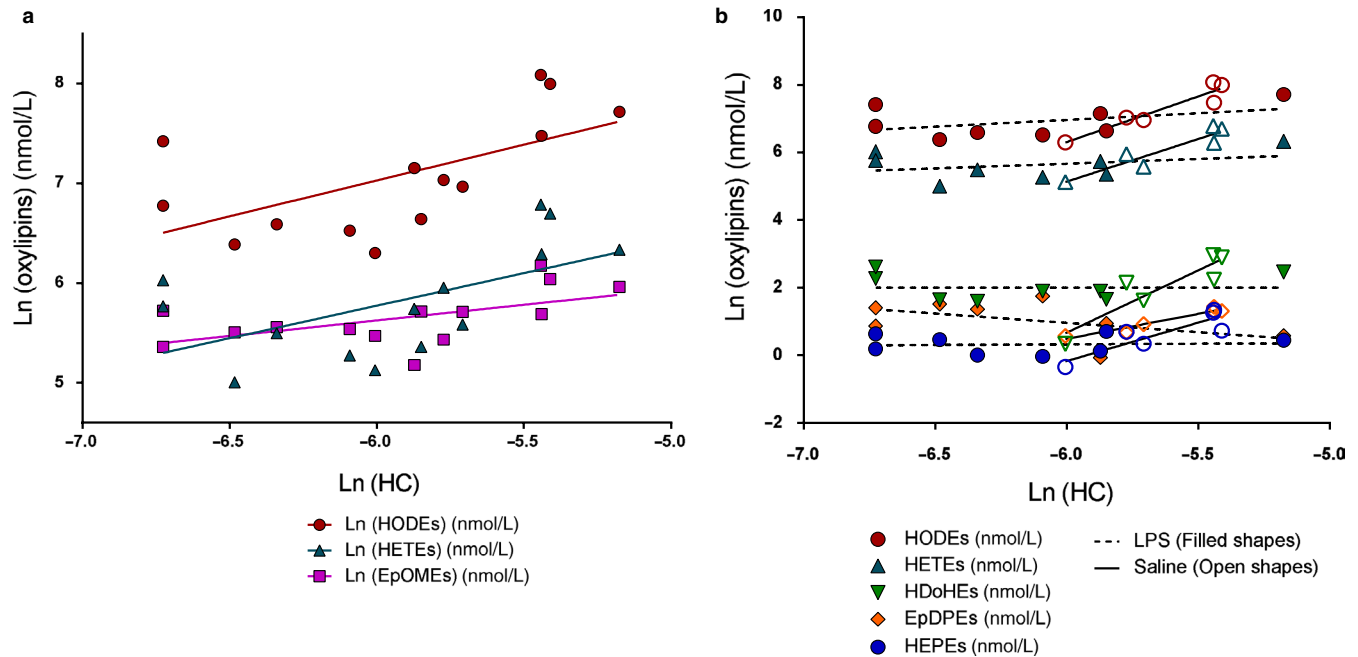 a
Ln (oxylipins) (nmol/L)
8
7
6
5
–7.0
–6.5
–6.0
–5.5
–5.0
Ln (HC)
Ln (HODEs) (nmol/L)
Ln (HETEs) (nmol/L)
Ln (EpOMEs) (nmol/L)
b
Ln (oxylipins) (nmol/L)
10
8
6
4
2
0
–2
–7.0
–6.5
–6.0
–5.5
–5.0
Ln (HC)
HODEs (nmol/L)
HETEs (nmol/L)
HDoHEs (nmol/L)
EpDPEs (nmol/L)
HEPEs (nmol/L)
LPS (Filled shapes)
Saline (Open shapes)